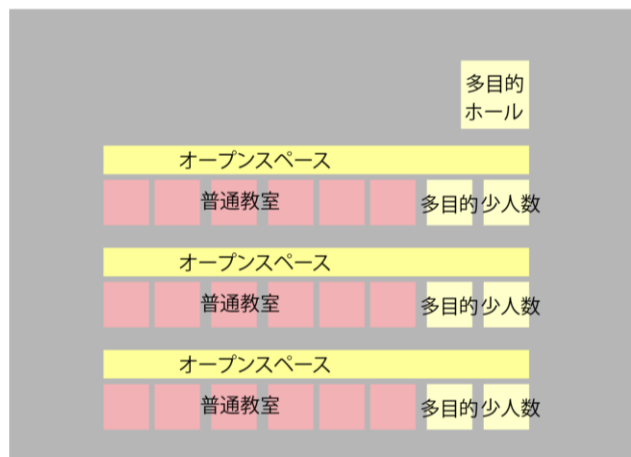 多目的
ホール
オープンスペース
普通教室
多目的
少人数
オープンスペース
普通教室
多目的
少人数
オープンスペース
普通教室
多目的
少人数